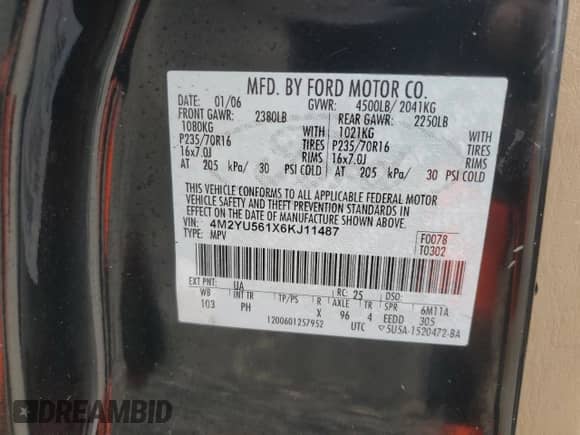 MFD. BY FORD MOTOR CO.
DATE: 01/06 GVWR: 4500LB/ 2041KG
FRONT GAWR: 2380LB REAR GAWR: 2250LB
1080KG 1021KG
P235/70R16 TIRES P235/70R16 TIRES
16x7.0J RIMS 16x7.0J RIMS
AT 205 kPa/ 30 PSI COLD AT 205 kPa/ 30 PSI COLD
THIS VEHICLE CONFORMS TO ALL APPLICABLE FEDERAL MOTOR
VEHICLE SAFETY AND THEFT PREVENTION STANDARDS IN
EFFECT ON THE DATE OF MANUFACTURE SHOWN ABOVE.
VIN: 4M2YU561X6KJ11487 F0078
TYPE: MPV T0302
EXT PNT: UA RC: 25 DSO:
WB INT TR TP/PS R AXLE TR SPR 6M11A
103 PH X 96 4 EEDD 305
1200601257952 UTC 5U5A-1520472-BA
DREAMBID